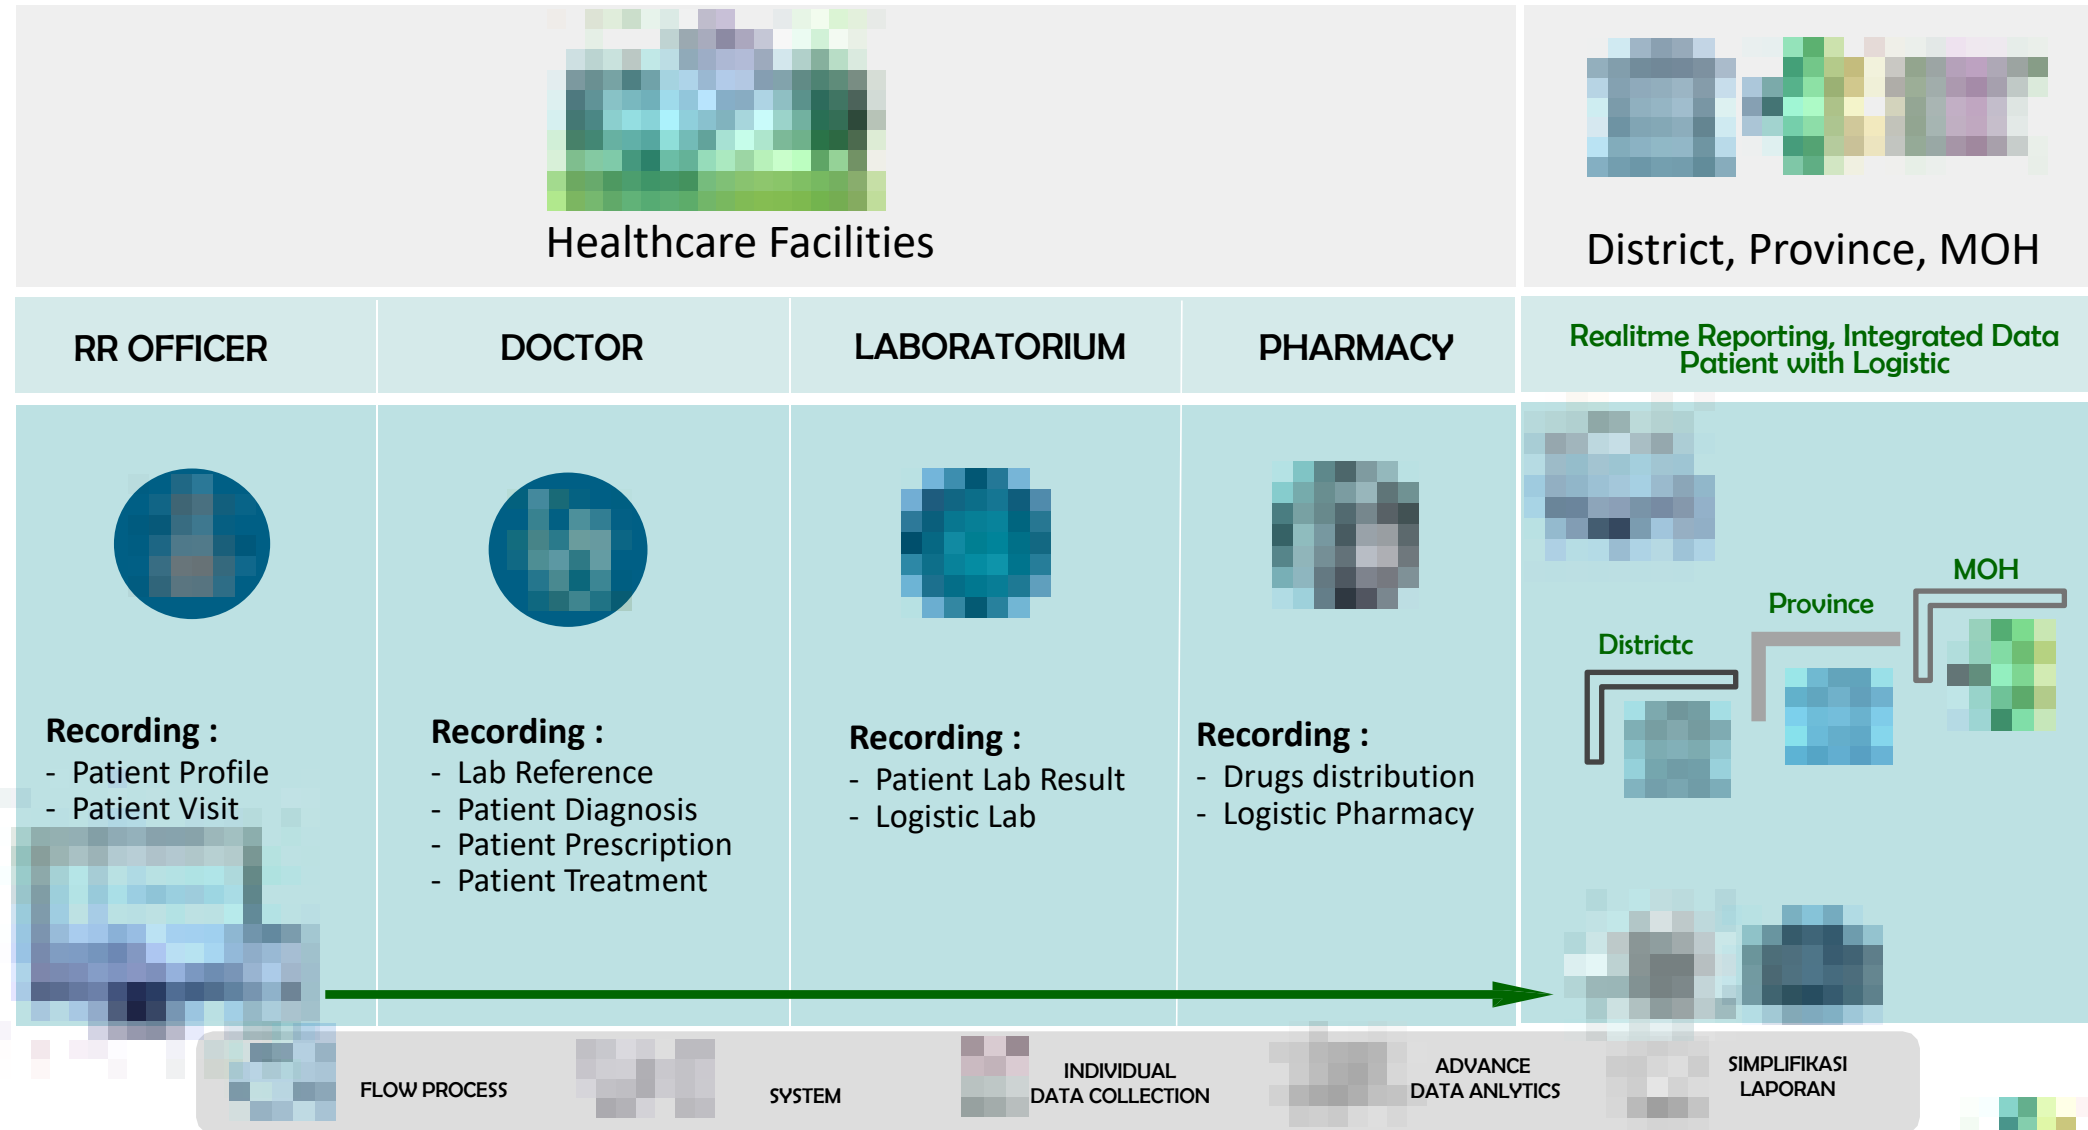 Healthcare Facilities
District, Province, MOH
RR OFFICER
DOCTOR
LABORATORIUM
PHARMACY
Realitme Reporting, Integrated Data
Patient with Logistic
Recording :
- Patient Profile
- Patient Visit
Recording :
- Lab Reference
- Patient Diagnosis
- Patient Prescription
- Patient Treatment
Recording :
- Patient Lab Result
- Logistic Lab
Recording :
- Drugs distribution
- Logistic Pharmacy
MOH
Province
Districtc
FLOW PROCESS
SYSTEM
INDIVIDUAL
DATA COLLECTION
ADVANCE
DATA ANLYTICS
SIMPLIFIKASI
LAPORAN